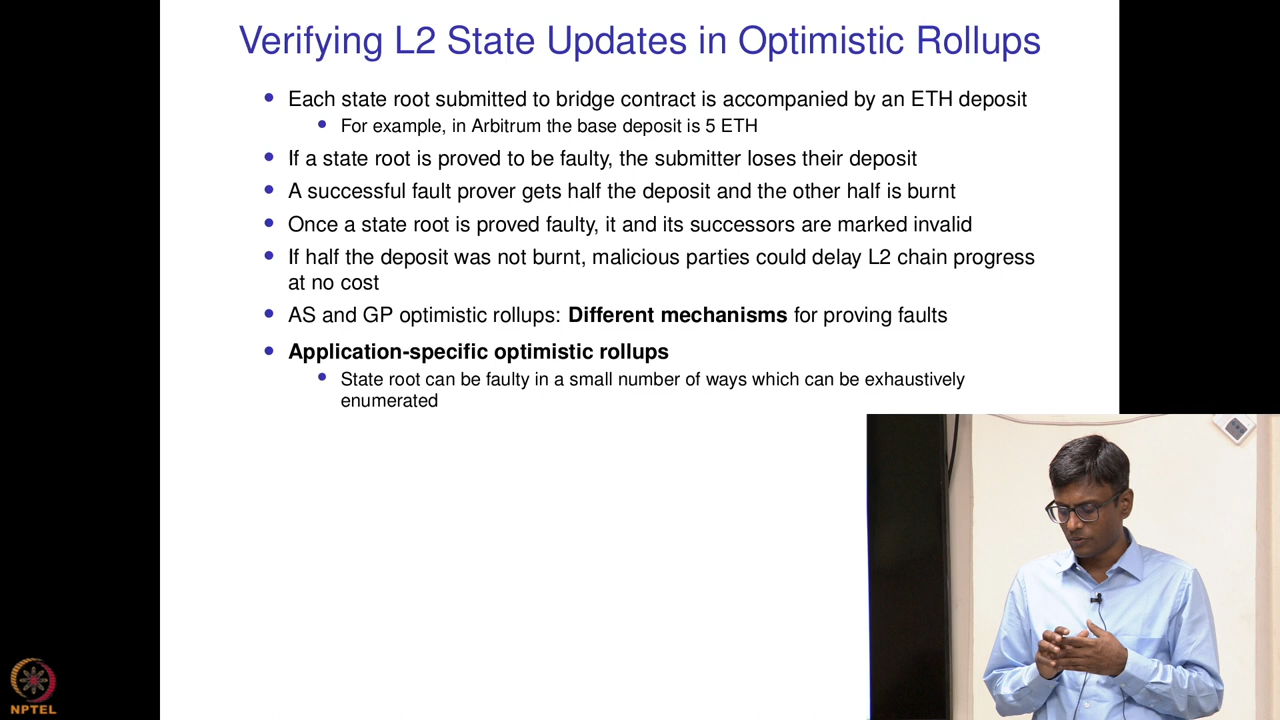 Verifying L2 State Updates in Optimistic Rollups
• Each state root submitted to bridge contract is accompanied by an ETH deposit
• For example, in Arbitrum the base deposit is 5 ETH
• If a state root is proved to be faulty, the submitter loses their deposit
• A successful fault prover gets half the deposit and the other half is burnt
• Once a state root is proved faulty, it and its successors are marked invalid
• If half the deposit was not burnt, malicious parties could delay L2 chain progress
at no cost
• AS and GP optimistic rollups: Different mechanisms for proving faults
• Application-specific optimistic rollups
• State root can be faulty in a small number of ways which can be exhaustively
enumerated
NPTEL